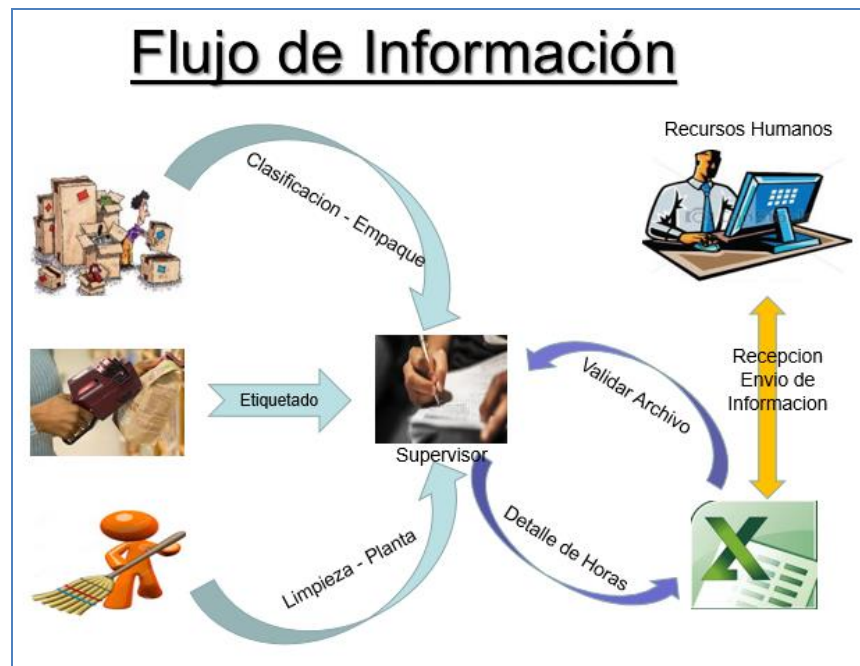 Flujo de Información
Recursos Humanos
Clasificacion - Empaque
Etiquetado
Supervisor
Validar Archivo
Recepcion
Envio de
Informacion
Limpieza - Planta
Detalle de Horas